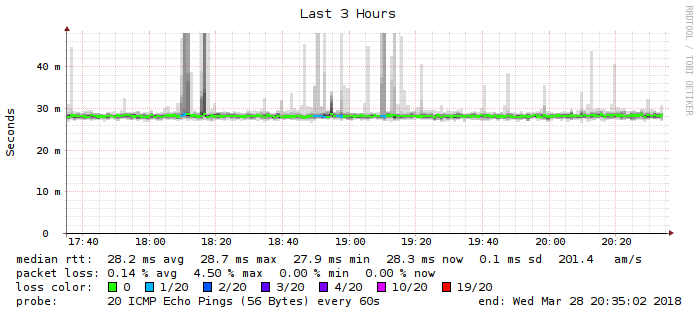 Last 3 Hours
RRDTOOL / TOBI OETIKER
Seconds
40 m
30 m
20 m
10 m
0
17:40 18:00 18:20 18:40 19:00 19:20 19:40 20:00 20:20
median rtt: 28.2 ms avg 28.7 ms max 27.9 ms min 28.3 ms now 0.1 ms sd 201.4 am/s
packet loss: 0.14 % avg 4.50 % max 0.00 % min 0.00 % now
loss color: 0 1/20 2/20 3/20 4/20 10/20 19/20
probe: 20 ICMP Echo Pings (56 Bytes) every 60s end: Wed Mar 28 20:35:02 2018